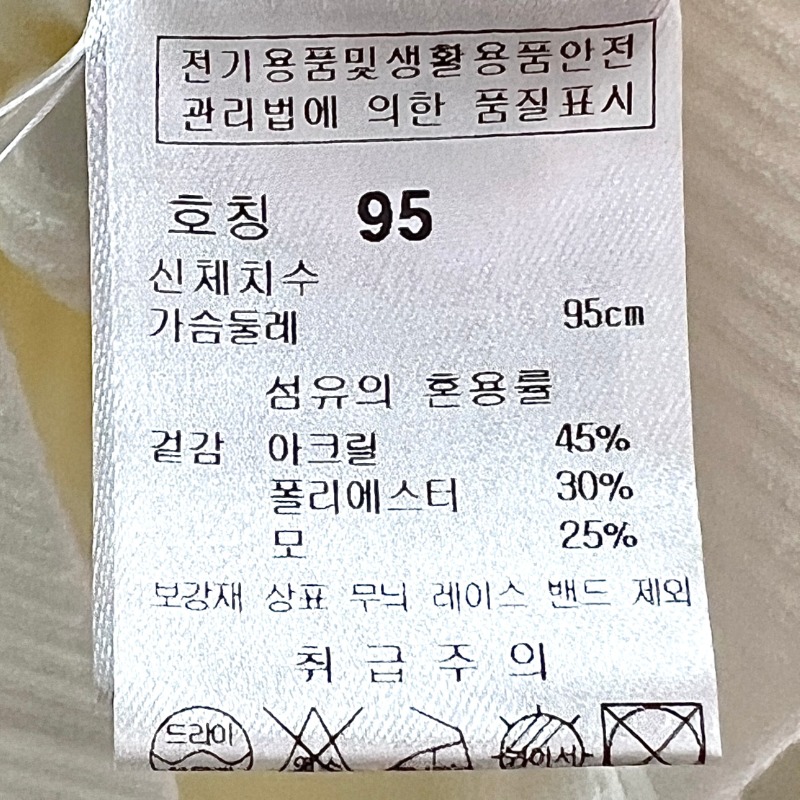 전기용품및생활용품안전
관리법에 의한 품질표시
호칭 95
신체치수
가슴둘레 95cm
섬유의 혼용률
겉감 아크릴 45%
폴리에스터 30%
모 25%
보강재 상표 무늬 레이스 밴드 제외
취급주의
드라이